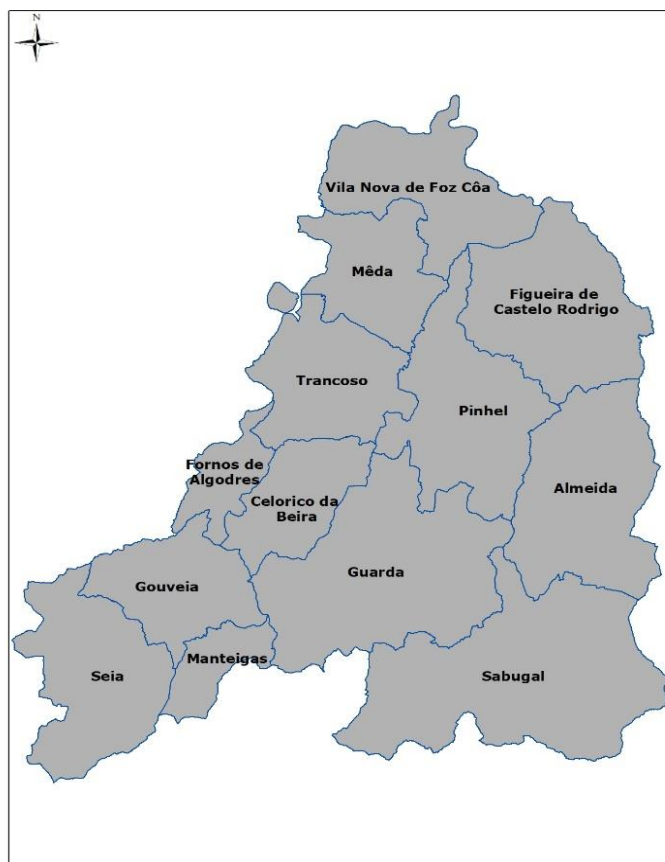 N
Vila Nova de Foz Côa
Mêda
Figueira de
Castelo Rodrigo
Trancoso
Pinhel
Fornos de
Algodres
Celorico da
Beira
Almeida
Guarda
Gouveia
Manteigas
Seia
Sabugal